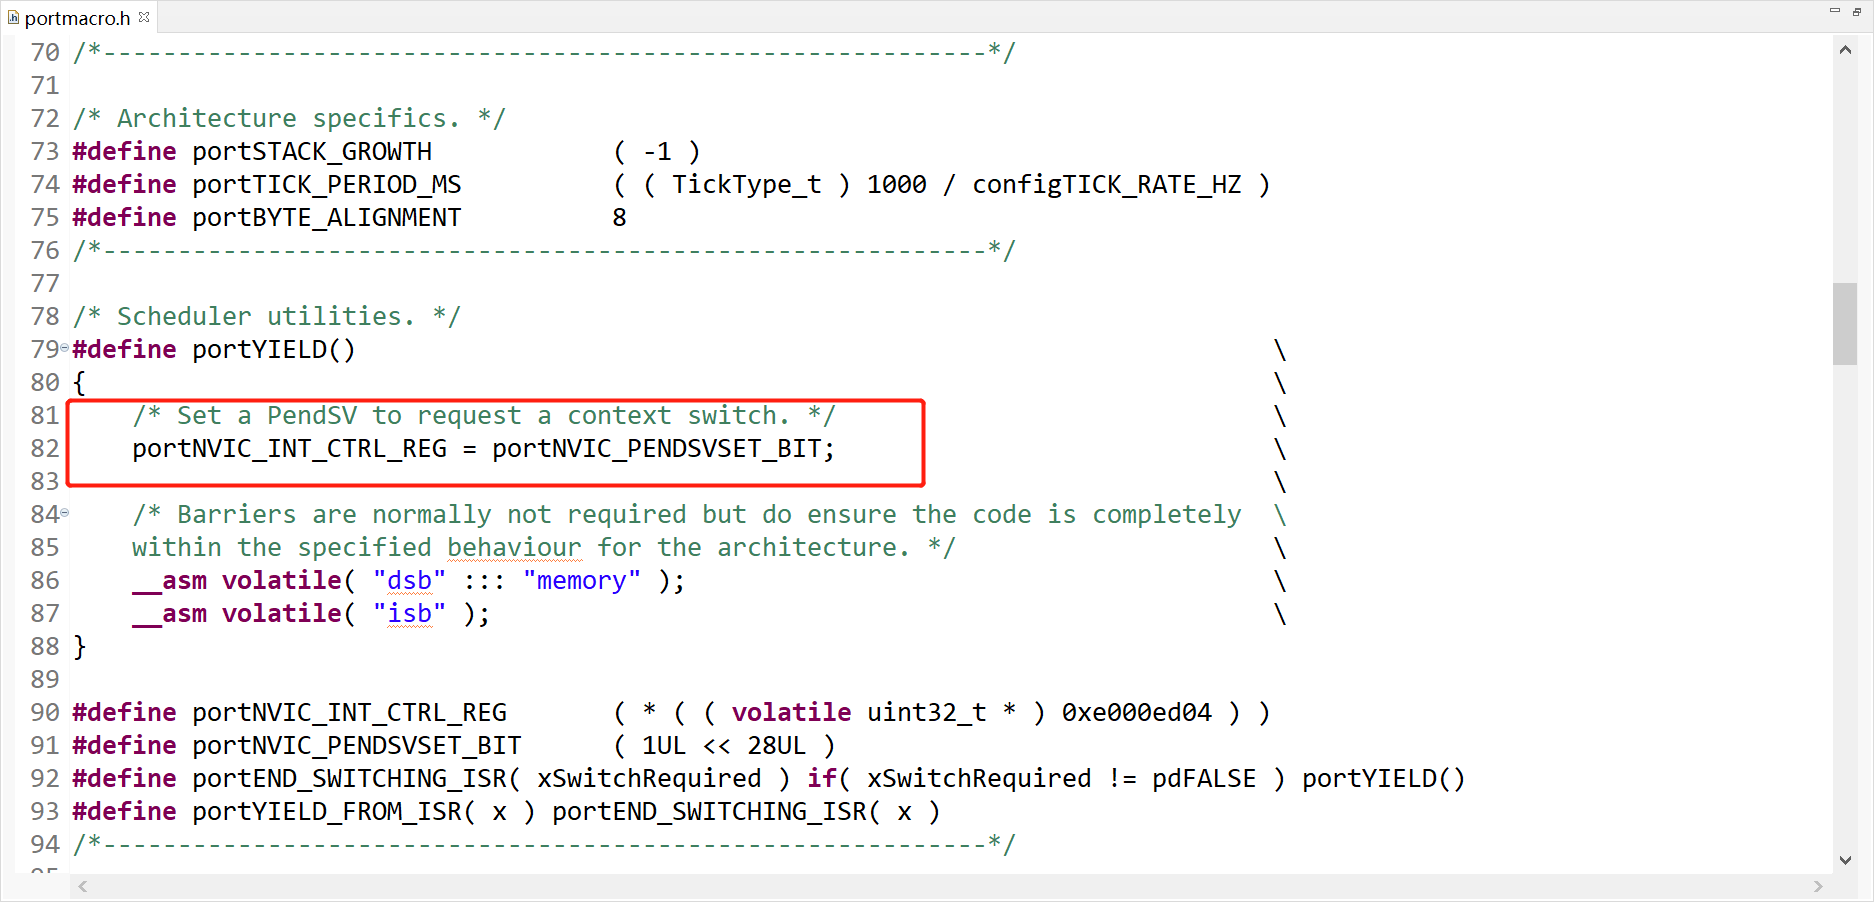 portmacro.h
70 /*-----------------------------------------------------------*/
71
72 /* Architecture specifics. */
73 #define portSTACK_GROWTH            ( -1 )
74 #define portTICK_PERIOD_MS          ( ( TickType_t ) 1000 / configTICK_RATE_HZ )
75 #define portBYTE_ALIGNMENT          8
76 /*-----------------------------------------------------------*/
77
78 /* Scheduler utilities. */
79 #define portYIELD()                                                             \
80 {                                                                               \
81     /* Set a PendSV to request a context switch. */                             \
82     portNVIC_INT_CTRL_REG = portNVIC_PENDSVSET_BIT;                             \
83                                                                                 \
84     /* Barriers are normally not required but do ensure the code is completely  \
85     within the specified behaviour for the architecture. */                     \
86     __asm volatile( "dsb" ::: "memory" );                                       \
87     __asm volatile( "isb" );                                                    \
88 }
89
90 #define portNVIC_INT_CTRL_REG       ( * ( ( volatile uint32_t * ) 0xe000ed04 ) )
91 #define portNVIC_PENDSVSET_BIT      ( 1UL << 28UL )
92 #define portEND_SWITCHING_ISR( xSwitchRequired ) if( xSwitchRequired != pdFALSE ) portYIELD()
93 #define portYIELD_FROM_ISR( x ) portEND_SWITCHING_ISR( x )
94 /*-----------------------------------------------------------*/